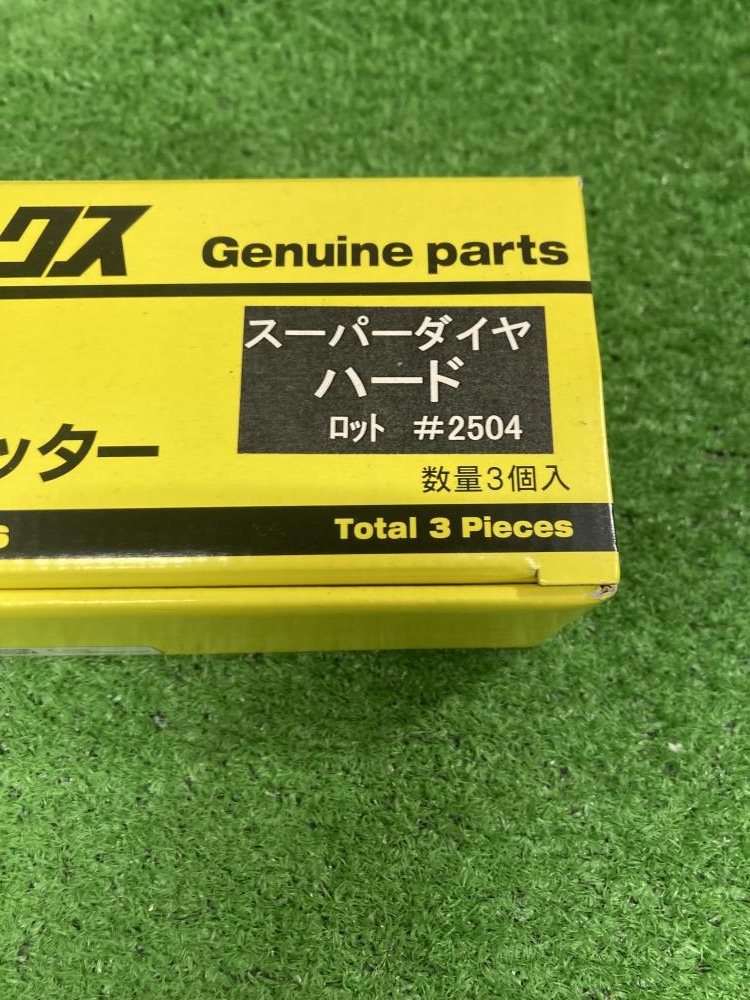 クス
Genuine parts
スーパーダイヤ
ハード
ロット #2504
ッター
数量3個入
s
Total 3 Pieces